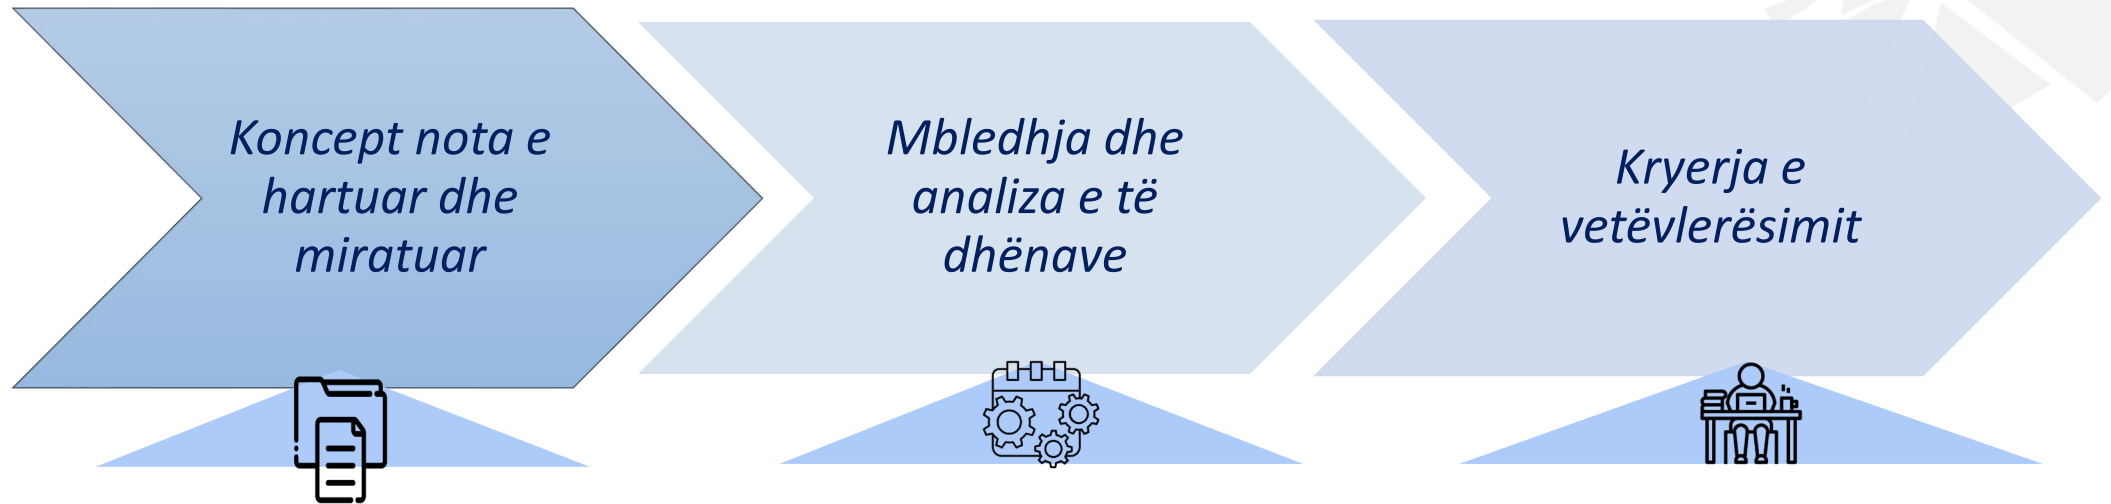 Koncept nota e
hartuar dhe
miratuar
Mbledhja dhe
analiza e të
dhënave
Kryerja e
vetëvlerësimit